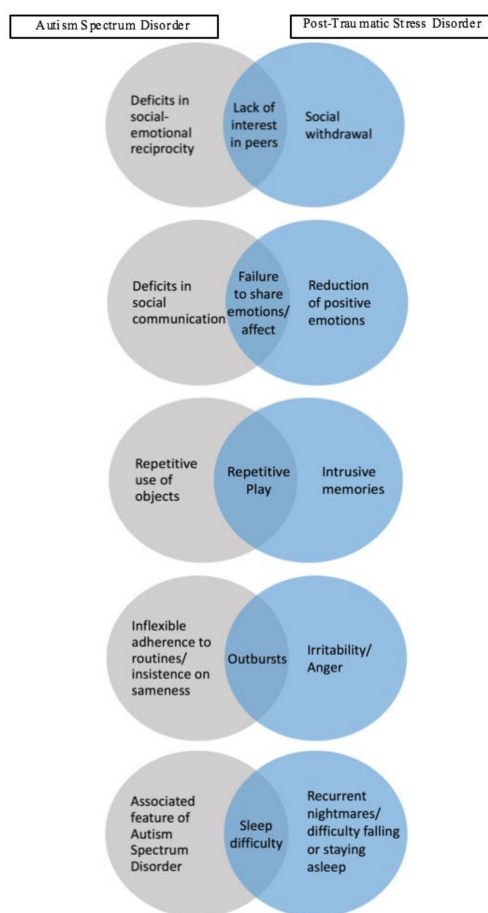 Autism Spectrum Disorder
Post-Traumatic Stress Disorder
Deficits in
social-
emotional
reciprocity
Lack of
interest
in peers
Social
withdrawal
Deficits in
social
communication
Failure
to share
emotions/
affect
Reduction
of positive
emotions
Repetitive
use of
objects
Repetitive
Play
Intrusive
memories
Inflexible
adherence to
routines/
insistence on
sameness
Outbursts
Irritability/
Anger
Associated
feature of
Autism
Spectrum
Disorder
Sleep
difficulty
Recurrent
nightmares/
difficulty falling
or staying
asleep